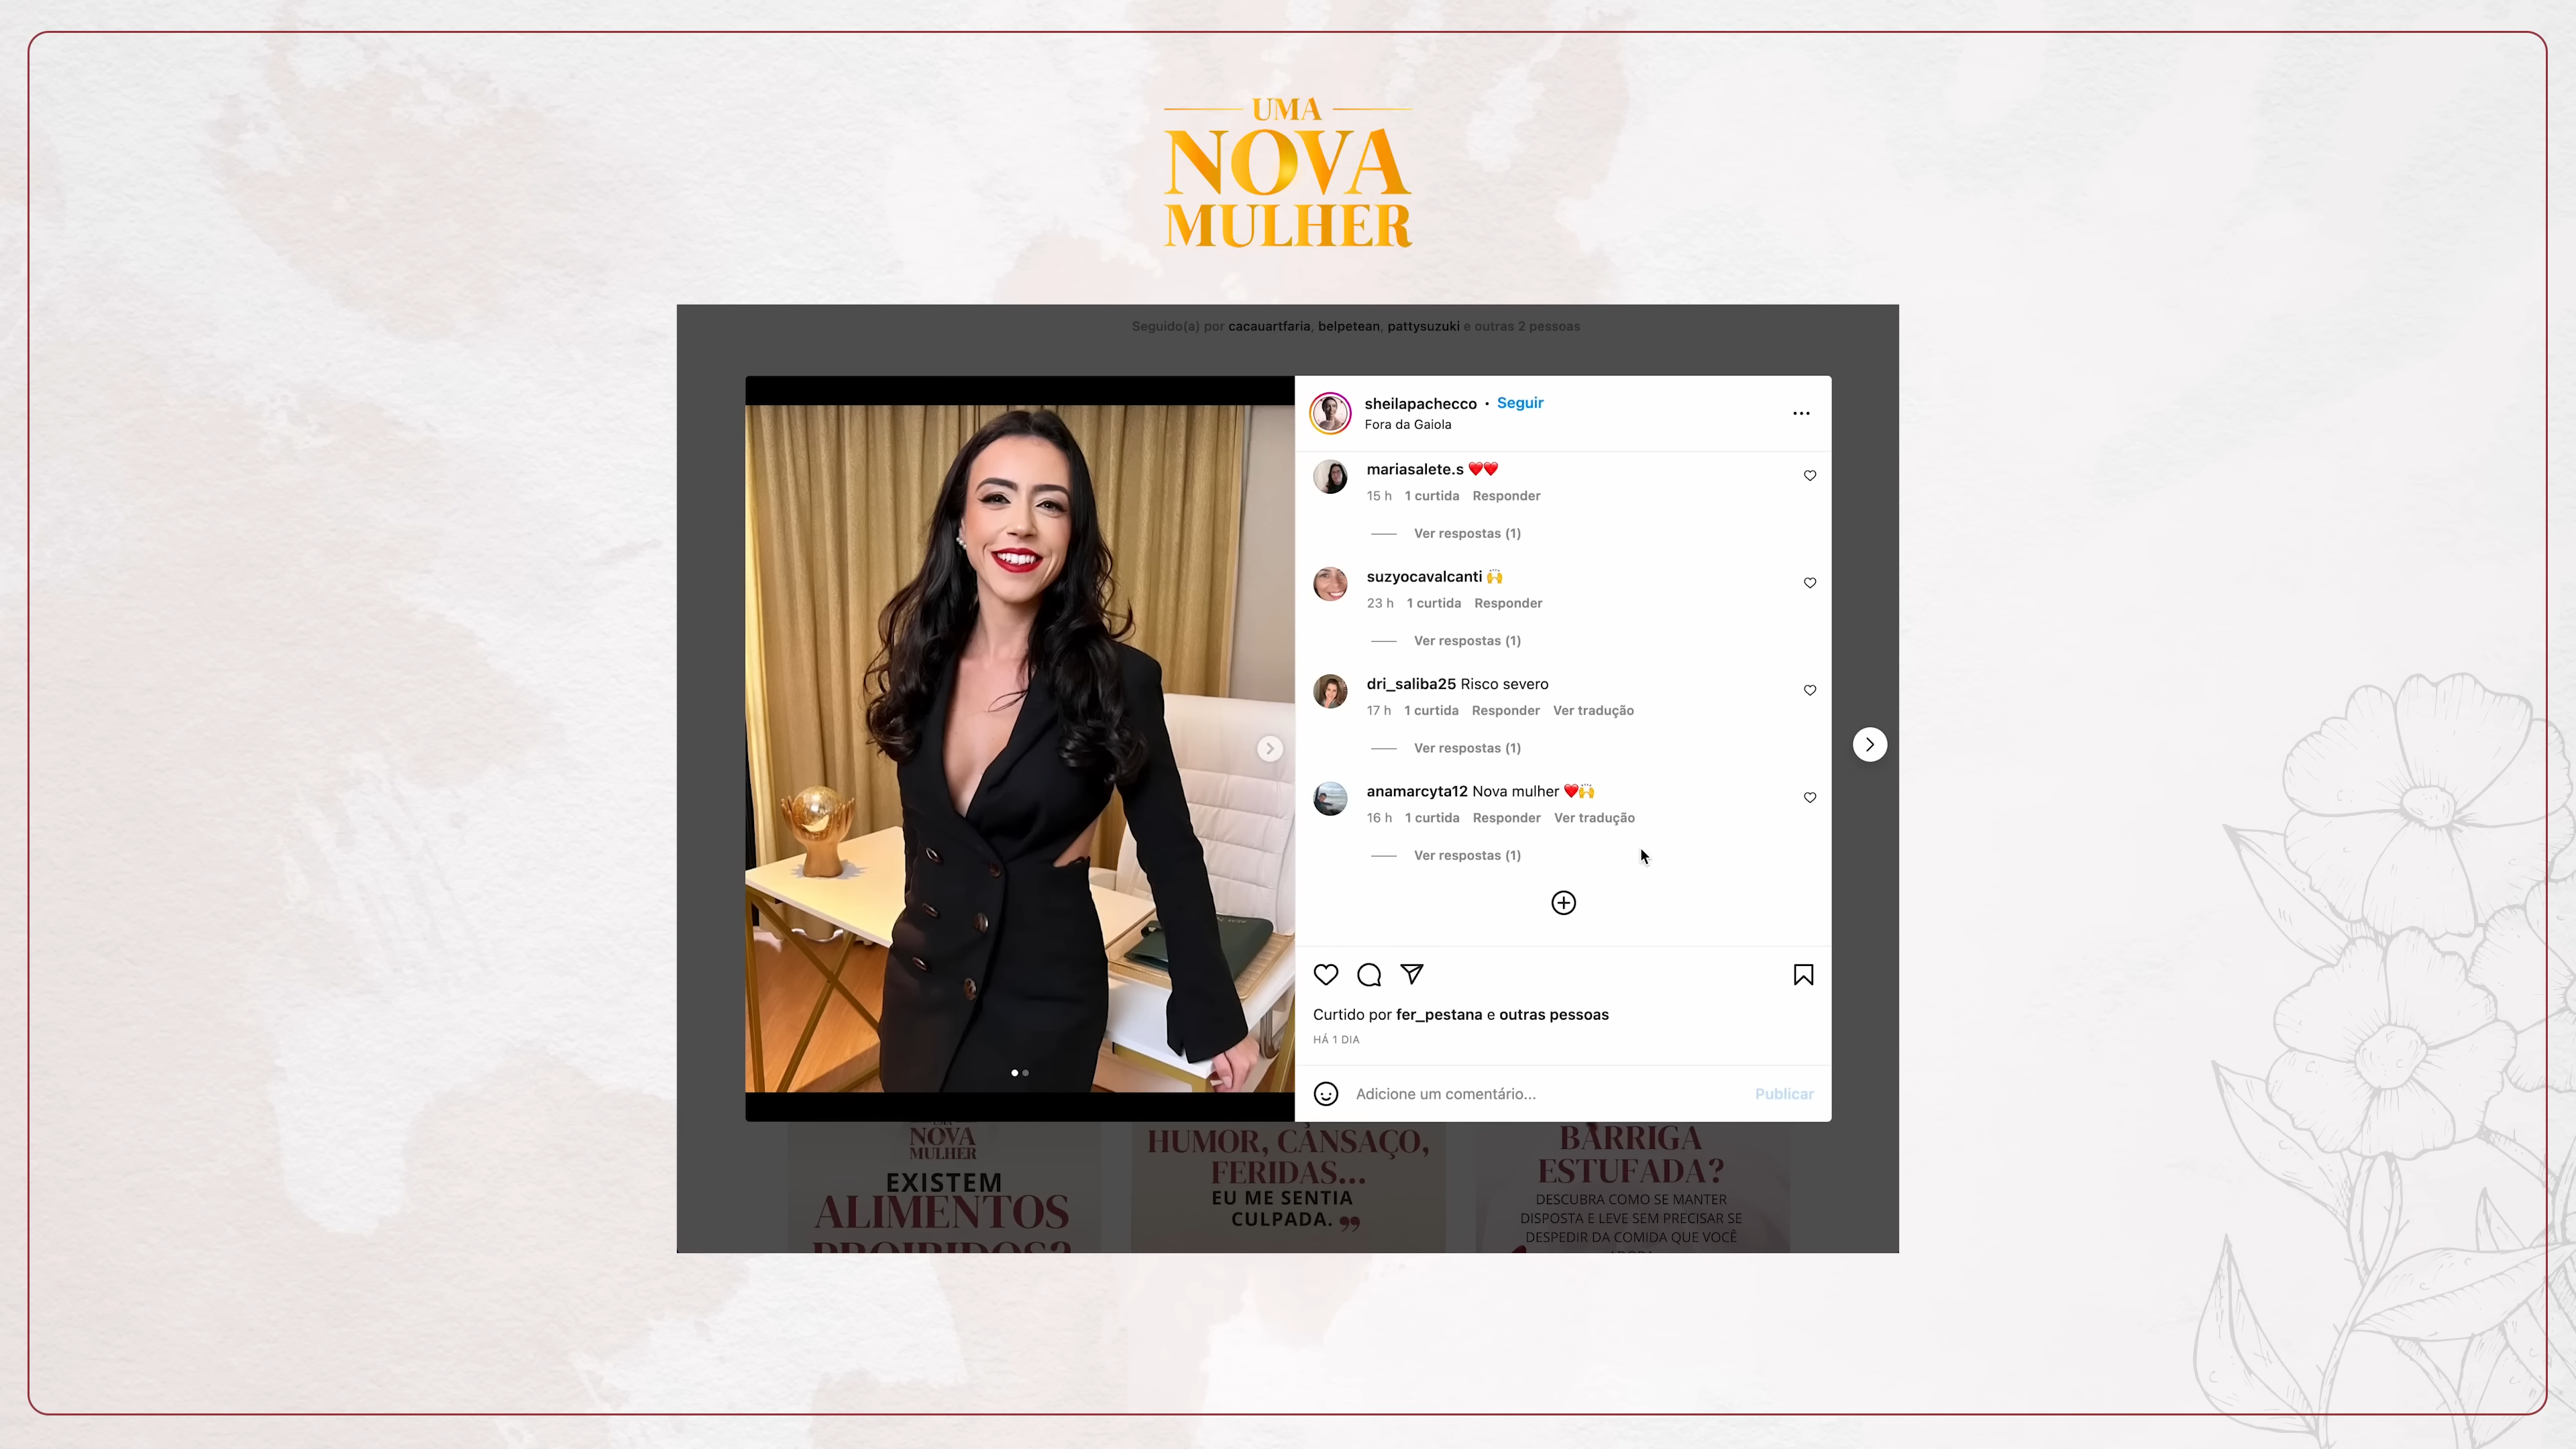 UMA
NOVA
MULHER
Seguido(a) por cacauartfaria, belpetean, pattysuzuki e outras 2 pessoas
sheilapachecco • Seguir
Fora da Gaiola
mariasalete.s ❤️❤️
15 h 1 curtida Responder
Ver respostas (1)
suzyocavalcanti 🙌
23 h 1 curtida Responder
Ver respostas (1)
dri_saliba25 Risco severo
17 h 1 curtida Responder Ver tradução
Ver respostas (1)
anamarcyta12 Nova mulher ❤️🙌
16 h 1 curtida Responder Ver tradução
Ver respostas (1)
Curtido por fer_pestana e outras pessoas
HÁ 1 DIA
Adicione um comentário... Publicar
NOVA
MULHER
EXISTEM
ALIMENTOS
PROIBIDOS?
HUMOR, CANSAÇO,
FERIDAS...
EU ME SENTIA
CULPADA. ”
BARRIGA
ESTUFADA?
DESCUBRA COMO SE MANTER
DISPOSTA E LEVE SEM PRECISAR SE
DESPEDIR DA COMIDA QUE VOCÊ